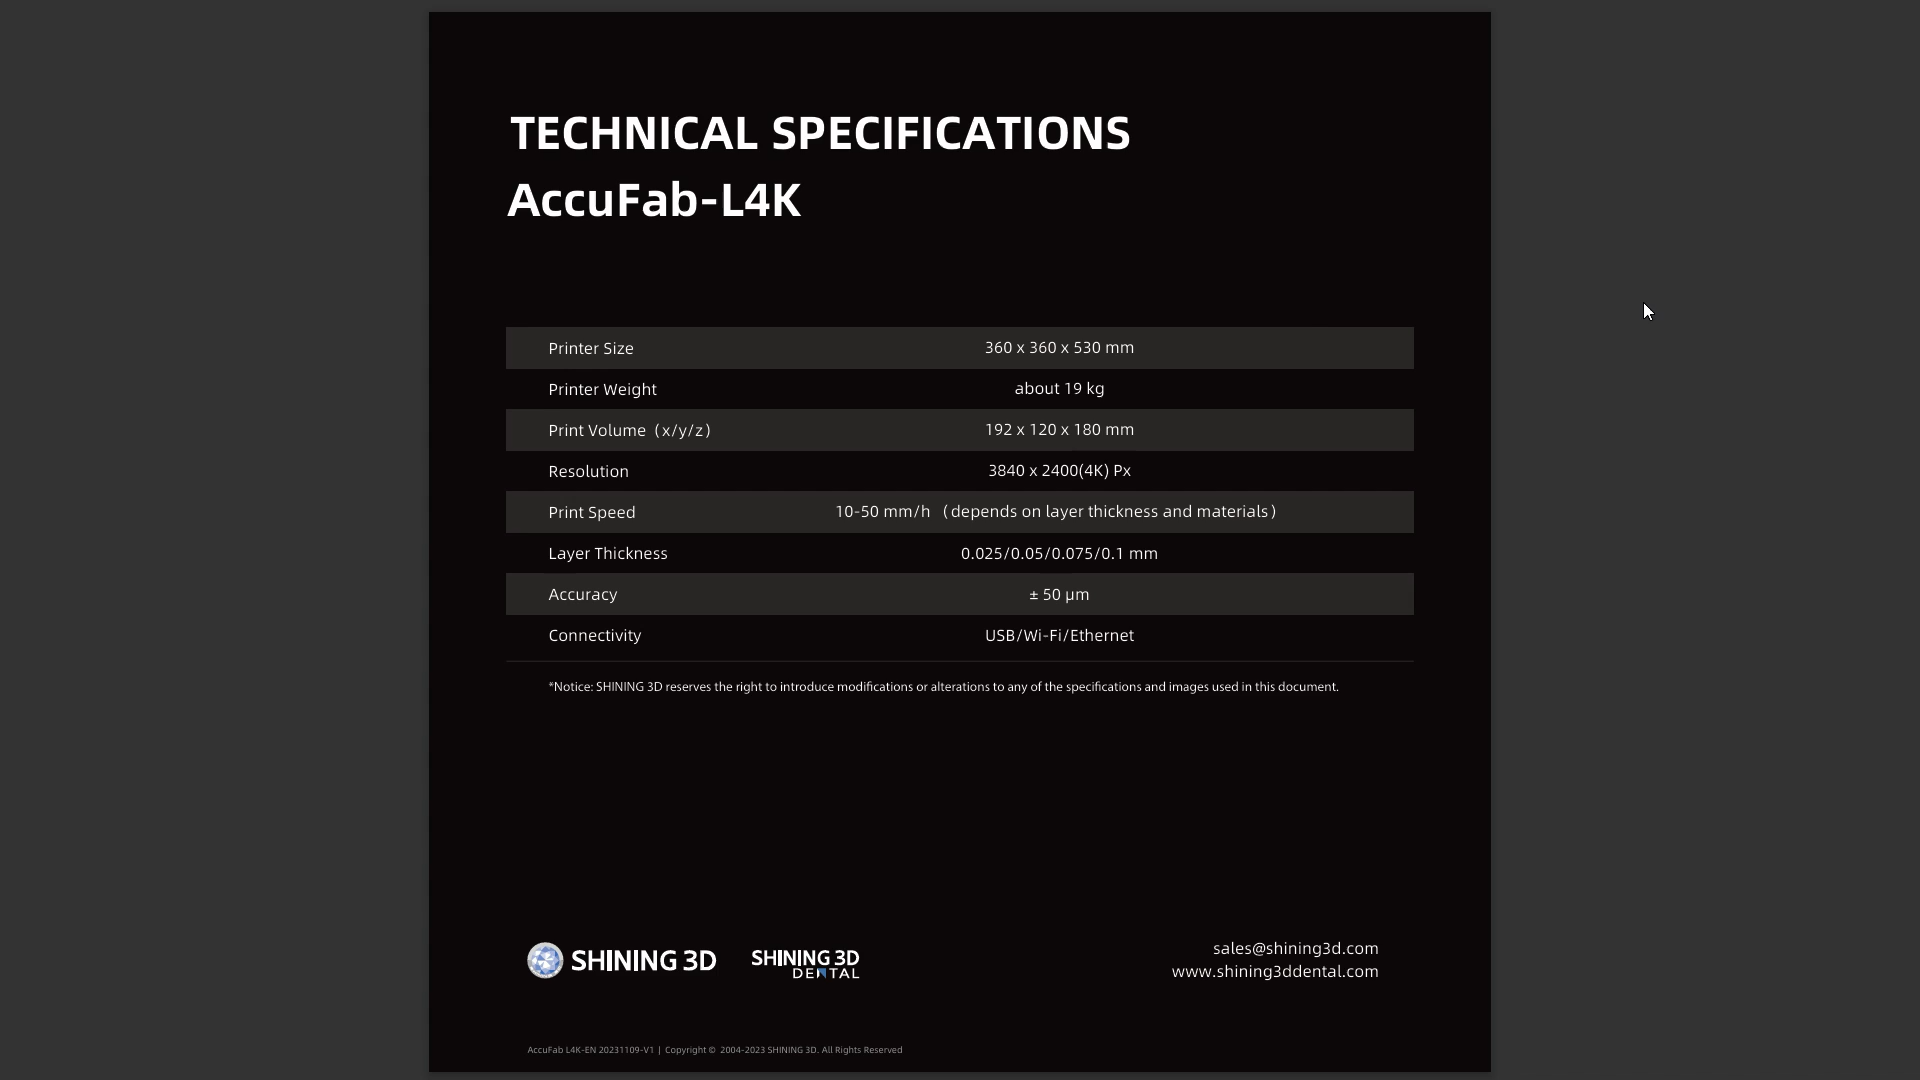 TECHNICAL SPECIFICATIONS
AccuFab-L4K
Printer Size 360 x 360 x 530 mm
Printer Weight about 19 kg
Print Volume (x/y/z) 192 x 120 x 180 mm
Resolution 3840 x 2400(4K) Px
Print Speed 10-50 mm/h (depends on layer thickness and materials)
Layer Thickness 0.025/0.05/0.075/0.1 mm
Accuracy ± 50 μm
Connectivity USB/Wi-Fi/Ethernet
*Notice: SHINING 3D reserves the right to introduce modifications or alterations to any of the specifications and images used in this document.
SHINING 3D
SHINING 3D
DENTAL
sales@shining3d.com
www.shining3ddental.com
AccuFab L4K-EN 20231109-V1 | Copyright © 2004-2023 SHINING 3D. All Rights Reserved